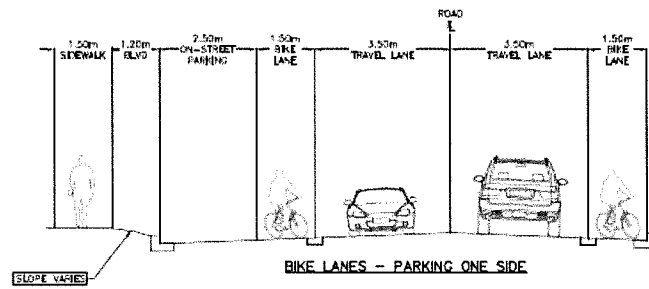 ROAD
℄
1.50m
SIDEWALK
1.20m
BLVD
2.50m
ON-STREET
PARKING
1.50m
BIKE
LANE
3.50m
TRAVEL LANE
3.50m
TRAVEL LANE
1.50m
BIKE
LANE
SLOPE VARIES
BIKE LANES - PARKING ONE SIDE